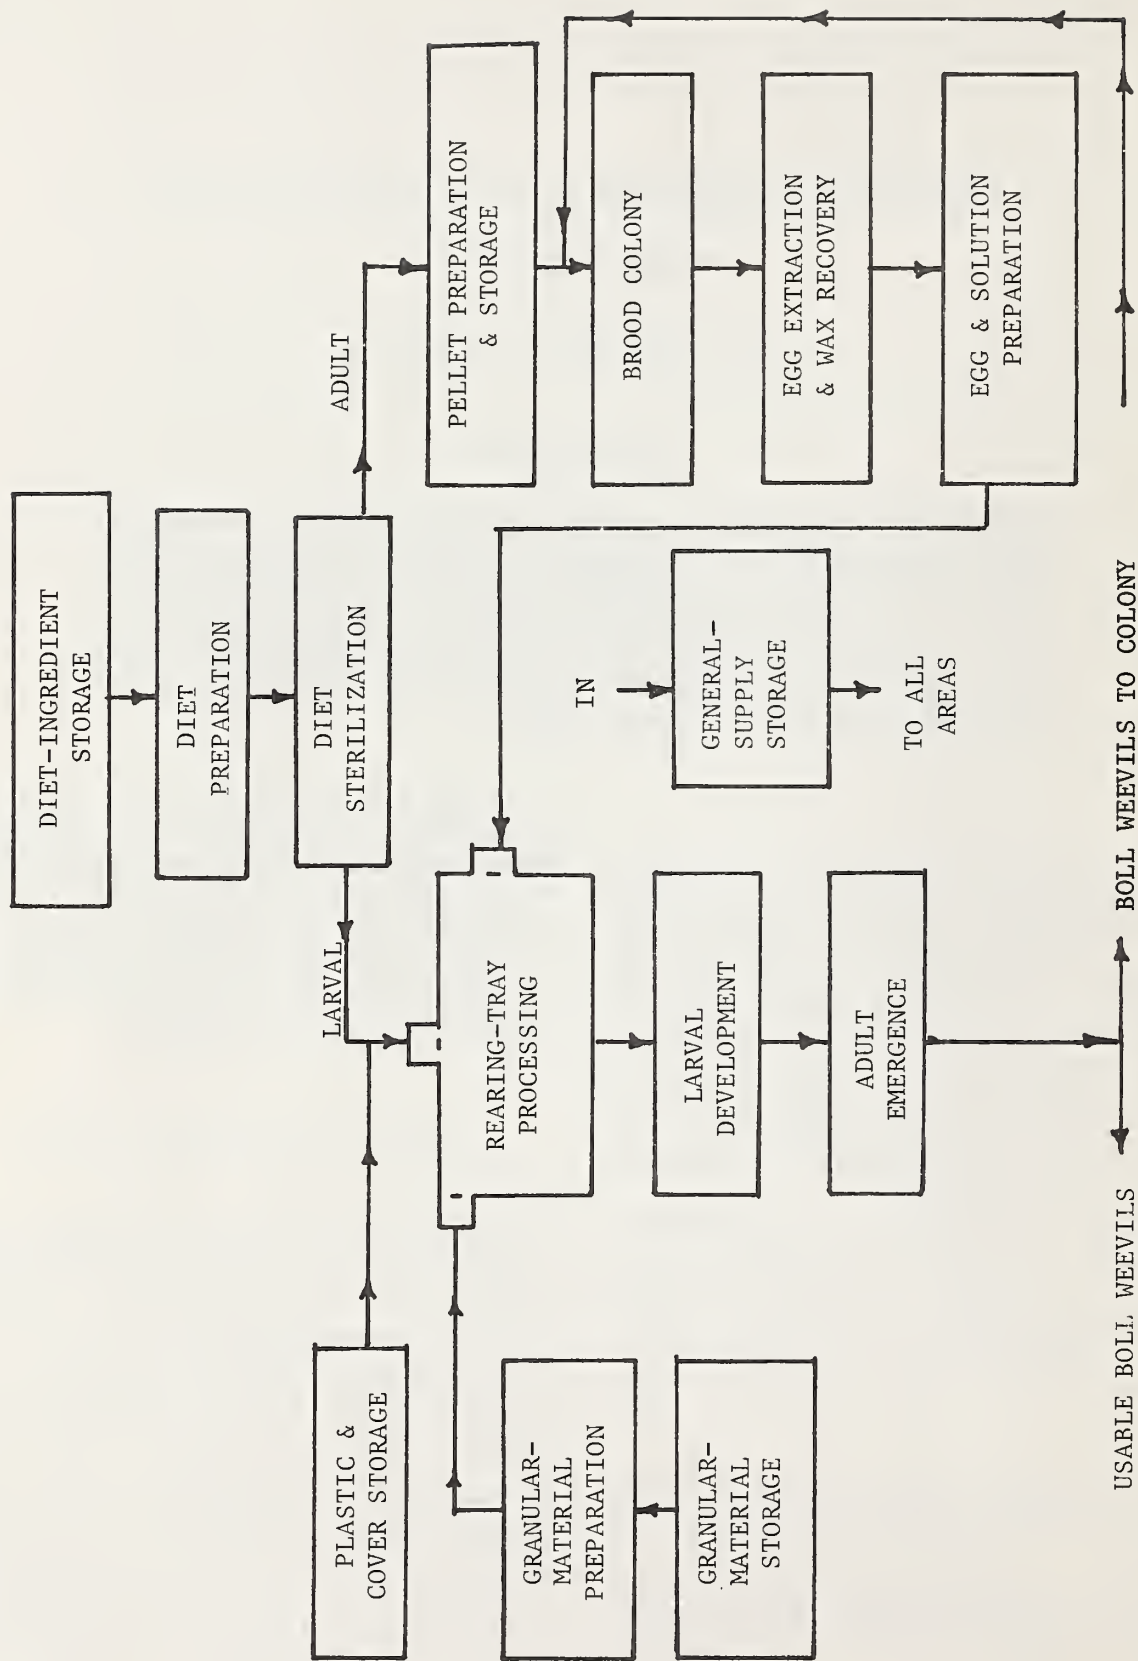 DIET-INGREDIENT
STORAGE
DIET
PREPARATION
DIET
STERILIZATION
LARVAL
ADULT
PLASTIC &
COVER STORAGE
PELLET PREPARATION
& STORAGE
GRANULAR-
MATERIAL
PREPARATION
GRANULAR-
MATERIAL
STORAGE
REARING-TRAY
PROCESSING
IN
GENERAL-
SUPPLY
STORAGE
TO ALL
AREAS
BROOD COLONY
EGG EXTRACTION
& WAX RECOVERY
EGG & SOLUTION
PREPARATION
LARVAL
DEVELOPMENT
ADULT
EMERGENCE
USABLE BOLL WEEVILS
BOLL WEEVILS TO COLONY